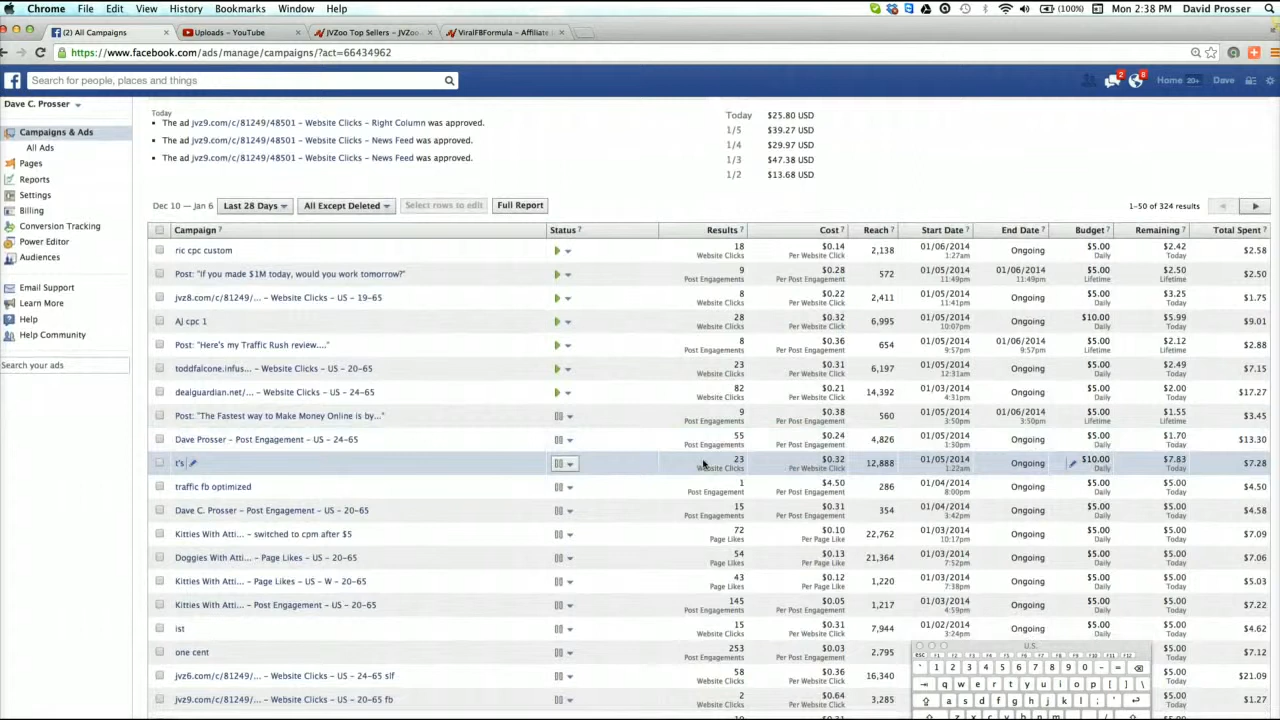 Chrome File Edit View History Bookmarks Window Help (100%) Mon 2:38 PM David Prosser
(2) All Campaigns × Uploads – YouTube × JVZoo Top Sellers – JVZoo × ViralFBFormula – Affiliate ×
https://www.facebook.com/ads/manage/campaigns/?act=66434962
Search for people, places and things 2 8 Home 20+ Dave
Dave C. Prosser
Campaigns & Ads
All Ads
Pages
Reports
Settings
Billing
Conversion Tracking
Power Editor
Audiences
Email Support
Learn More
Help
Help Community
Search your ads
Today
• The ad jvz9.com/c/81249/48501 – Website Clicks – Right Column was approved.
• The ad jvz9.com/c/81249/48501 – Website Clicks – News Feed was approved.
• The ad jvz9.com/c/81249/48501 – Website Clicks – News Feed was approved.
Today $25.80 USD
1/5 $39.27 USD
1/4 $29.97 USD
1/3 $47.38 USD
1/2 $13.68 USD
Dec 10 — Jan 6 Last 28 Days All Except Deleted Select rows to edit Full Report 1–50 of 324 results
Campaign ? Status ? Results ? Cost ? Reach ? Start Date ? End Date ? Budget ? Remaining ? Total Spent ?
ric cpc custom 18 $0.14 2,138 01/06/2014 Ongoing $5.00 $2.42 $2.58
Website Clicks Per Website Click 1:27am Daily Today
Post: "If you made $1M today, would you work tomorrow?" 9 $0.28 572 01/05/2014 01/06/2014 $5.00 $2.50 $2.50
Post Engagements Per Post Engagement 11:49pm 11:49pm Lifetime Lifetime
jvz8.com/c/81249/... – Website Clicks – US – 19–65 8 $0.22 2,411 01/05/2014 Ongoing $5.00 $3.25 $1.75
Website Clicks Per Website Click 11:41pm Daily Today
AJ cpc 1 28 $0.32 6,995 01/05/2014 Ongoing $10.00 $5.99 $9.01
Website Clicks Per Website Click 10:07pm Daily Today
Post: "Here's my Traffic Rush review...." 8 $0.36 654 01/05/2014 01/06/2014 $5.00 $2.12 $2.88
Post Engagements Per Post Engagement 9:57pm 9:57pm Lifetime Lifetime
toddfalcone.infus... – Website Clicks – US – 20–65 23 $0.31 6,197 01/05/2014 Ongoing $5.00 $2.49 $7.15
Website Clicks Per Website Click 12:31am Daily Today
dealguardian.net/... – Website Clicks – US – 24–65 82 $0.21 14,392 01/03/2014 Ongoing $5.00 $2.00 $17.27
Website Clicks Per Website Click 4:31pm Daily Today
Post: "The Fastest way to Make Money Online is by..." 9 $0.38 560 01/05/2014 01/06/2014 $5.00 $1.55 $3.45
Post Engagements Per Post Engagement 3:50pm 3:50pm Lifetime Lifetime
Dave Prosser – Post Engagement – US – 24–65 55 $0.24 4,826 01/05/2014 Ongoing $5.00 $1.70 $13.30
Post Engagements Per Post Engagement 1:30pm Daily Today
t's 23 $0.32 12,888 01/05/2014 Ongoing $10.00 $7.83 $7.28
Website Clicks Per Website Click 1:22am Daily Today
traffic fb optimized 1 $4.50 286 01/04/2014 Ongoing $5.00 $5.00 $4.50
Post Engagement Per Post Engagement 8:00pm Daily Today
Dave C. Prosser – Post Engagement – US – 20–65 15 $0.31 354 01/04/2014 Ongoing $5.00 $5.00 $4.58
Post Engagements Per Post Engagement 3:42pm Daily Today
Kitties With Atti... – switched to cpm after $5 72 $0.10 22,762 01/03/2014 Ongoing $5.00 $5.00 $7.09
Page Likes Per Page Like 10:17pm Daily Today
Doggies With Atti... – Page Likes – US – 20–65 54 $0.13 21,364 01/03/2014 Ongoing $5.00 $5.00 $7.06
Page Likes Per Page Like 7:52pm Daily Today
Kitties With Atti... – Page Likes – US – W – 20–65 43 $0.12 1,220 01/03/2014 Ongoing $5.00 $5.00 $5.03
Page Likes Per Page Like 7:38pm Daily Today
Kitties With Atti... – Post Engagement – US – 20–65 145 $0.05 1,217 01/03/2014 Ongoing $5.00 $5.00 $7.22
Post Engagements Per Post Engagement 4:59pm Daily Today
ist 15 $0.31 7,944 01/02/2014 Ongoing $5.00 $5.00 $4.62
Website Clicks Per Website Click 3:24pm Daily Today
one cent 253 $0.03 2,795 $7.12
Post Engagements Per Post Engagement
jvz6.com/c/81249/... – Website Clicks – US – 24–65 slf 58 $0.36 16,340 $5.00 $21.09
Website Clicks Per Website Click Today
jvz9.com/c/81249/... – Website Clicks – US – 20–65 fb 2 $0.64 3,285 $5.00 $1.27
Website Clicks Per Website Click Today
U.S.
esc F1 F2 F3 F4 F5 F6 F7 F8 F9 F10 F11 F12
` 1 2 3 4 5 6 7 8 9 0 – =
q w e r t y u i o p [ ] \
a s d f g h j k l ; '
z x c v b n m , . /